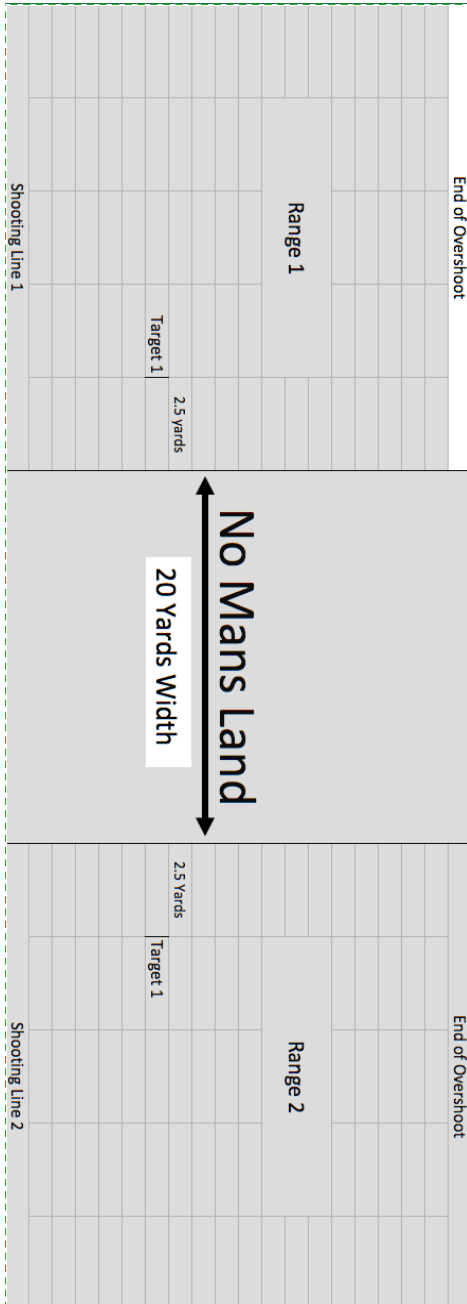 End of Overshoot
Range 1
Target 1
2.5 yards
Shooting Line 1
No Mans Land
20 Yards Width
End of Overshoot
Range 2
2.5 Yards
Target 1
Shooting Line 2